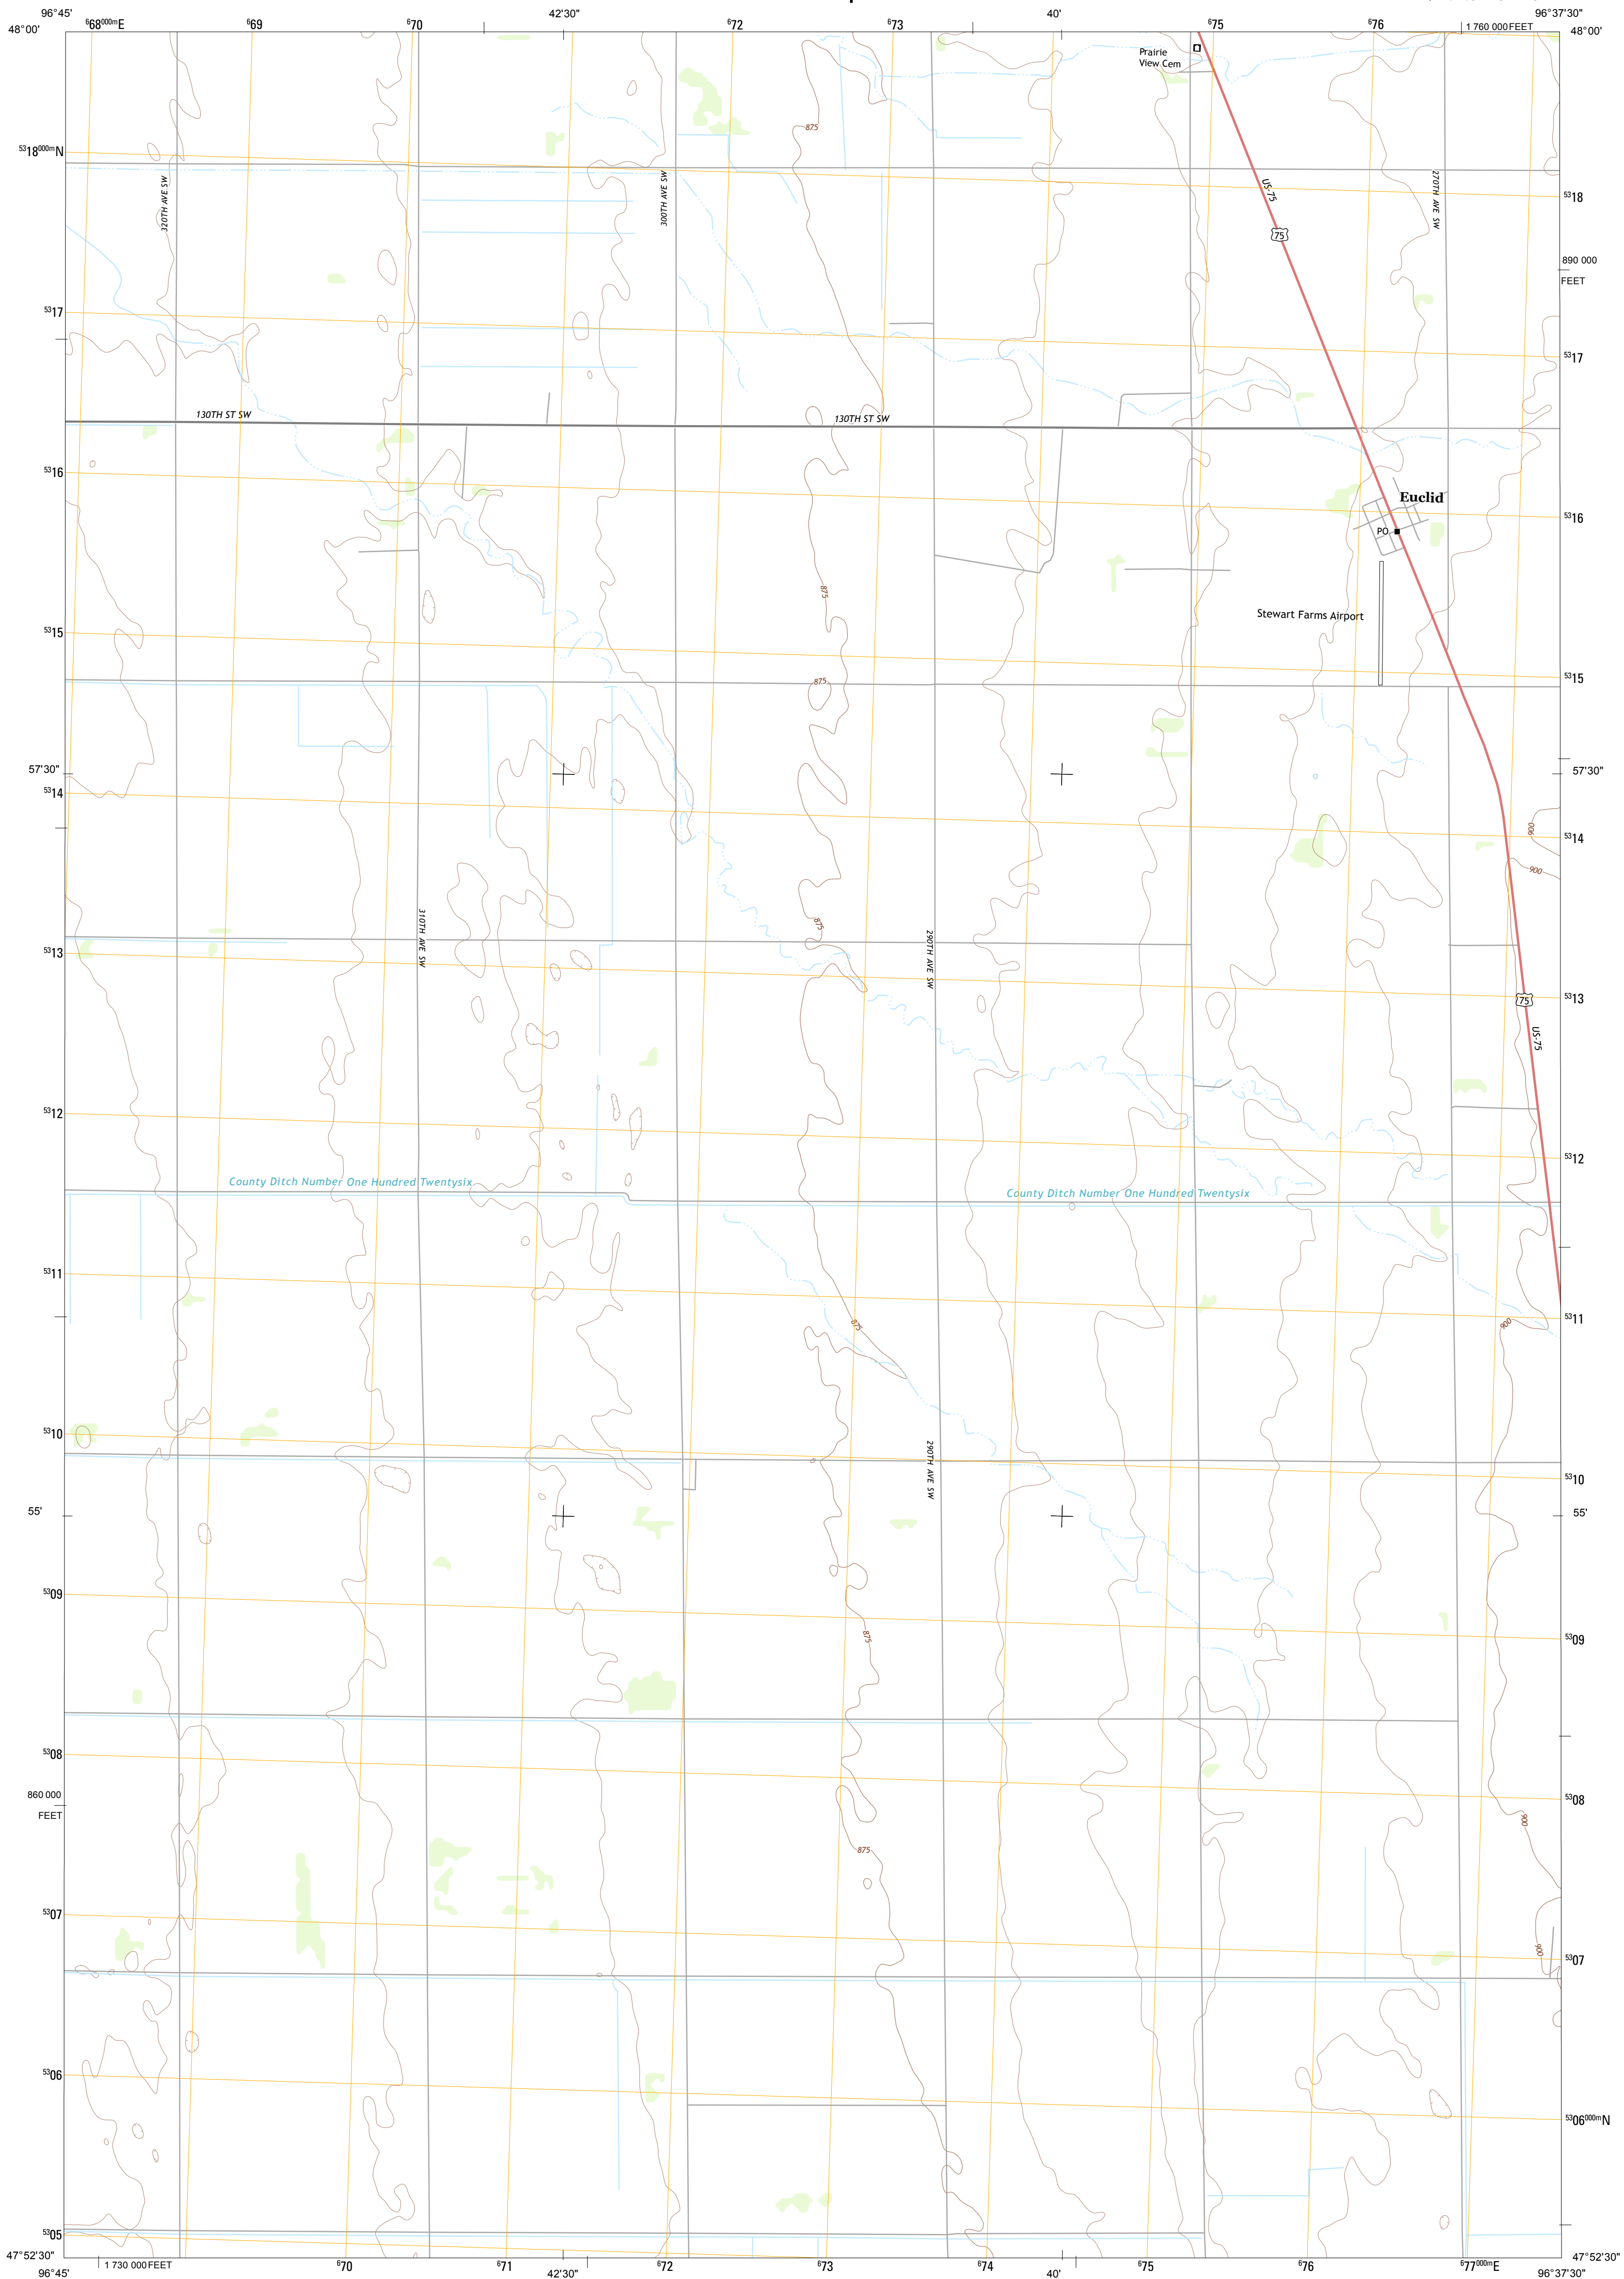 96°45'
⁶68⁰⁰⁰ᵐE
⁶69
⁶70
42'30"
⁶72
⁶73
40'
⁶75
⁶76
1 760 000 FEET
96°37'30"
48°00'
48°00'
Prairie
View Cem
875
⁵³18⁰⁰⁰ᵐN
320TH AVE SW
300TH AVE SW
US-75
270TH AVE SW
⁵³18
75
890 000
FEET
⁵³17
⁵³17
130TH ST SW
130TH ST SW
⁵³16
Euclid
⁵³16
PO
875
Stewart Farms Airport
⁵³15
875
⁵³15
57'30"
57'30"
⁵³14
900
⁵³14
900
310TH AVE SW
875
290TH AVE SW
⁵³13
⁵³13
75
US-75
⁵³12
⁵³12
County Ditch Number One Hundred Twentysix
County Ditch Number One Hundred Twentysix
⁵³11
875
900
⁵³11
⁵³10
290TH AVE SW
⁵³10
55'
55'
⁵³09
875
⁵³09
⁵³08
860 000
FEET
⁵³08
900
875
⁵³07
900
⁵³07
⁵³06
⁵³06⁰⁰⁰ᵐN
⁵³05
47°52'30"
47°52'30"
96°45'
1 730 000 FEET
⁶70
⁶71
42'30"
⁶72
⁶73
⁶74
40'
⁶75
⁶76
⁶77⁰⁰⁰ᵐE
96°37'30"